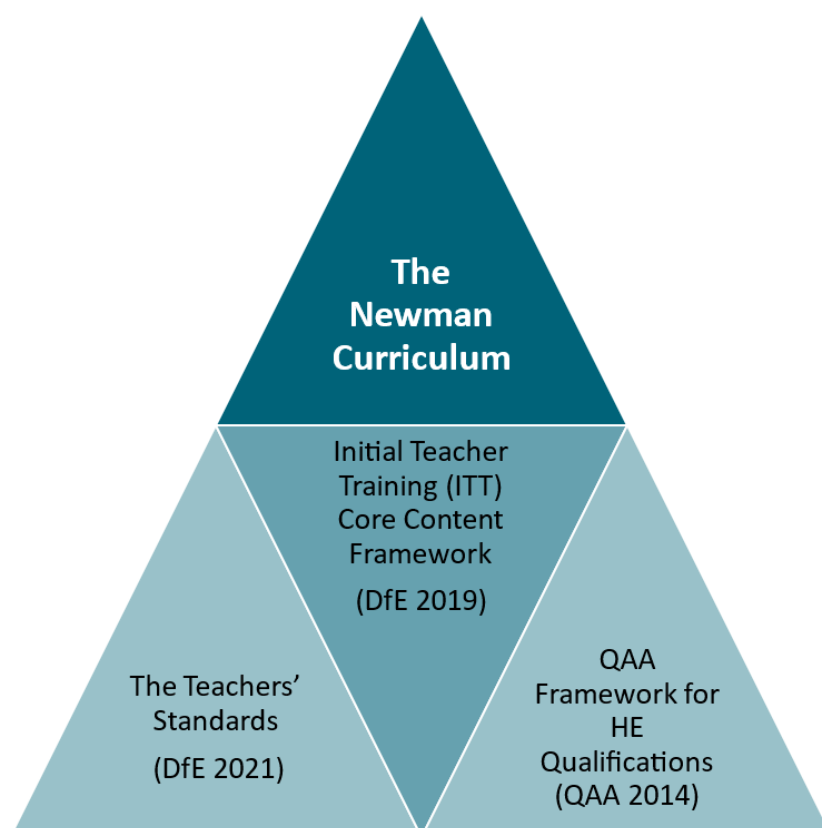 The
Newman
Curriculum
Initial Teacher
Training (ITT)
Core Content
Framework
(DfE 2019)
The Teachers’
Standards
(DfE 2021)
QAA
Framework for
HE
Qualifications
(QAA 2014)